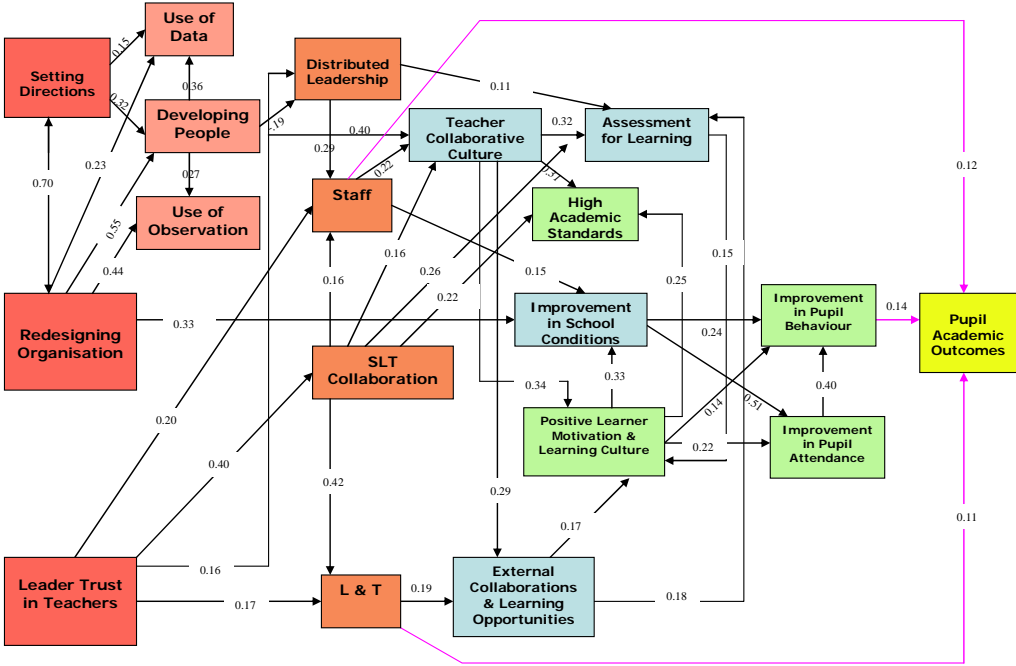 Use of
Data
Setting
Directions
Distributed
Leadership
Developing
People
Teacher
Collaborative
Culture
Assessment
for Learning
Staff
Use of
Observation
High
Academic
Standards
Redesigning
Organisation
Improvement
in School
Conditions
Improvement
in Pupil
Behaviour
Pupil
Academic
Outcomes
SLT
Collaboration
Positive Learner
Motivation &
Learning Culture
Improvement
in Pupil
Attendance
Leader Trust
in Teachers
L & T
External
Collaborations
& Learning
Opportunities
0.15
0.32
0.36
.19
0.40
0.11
0.32
0.29
0.22
0.31
0.12
0.23
0.70
0.55
0.44
.27
0.16
0.16
0.26
0.22
0.15
0.25
0.15
0.33
0.24
0.14
0.34
0.33
0.14
0.51
0.40
0.22
0.20
0.40
0.42
0.29
0.17
0.11
0.16
0.17
0.19
0.18